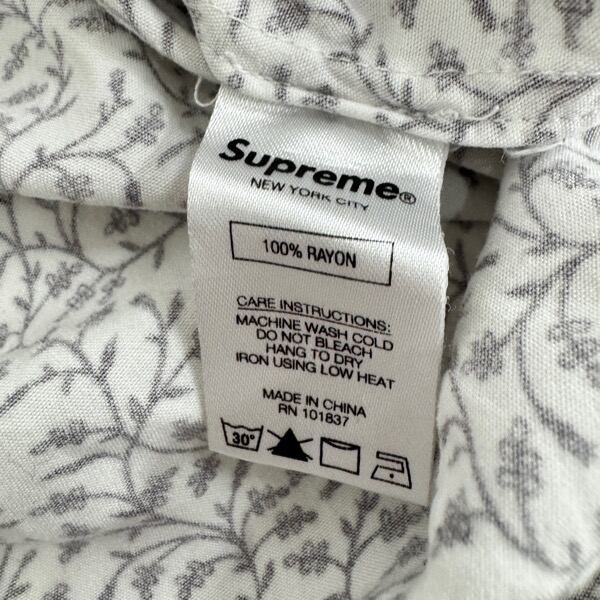 Supreme®
NEW YORK CITY
100% RAYON
CARE INSTRUCTIONS:
MACHINE WASH COLD
DO NOT BLEACH
HANG TO DRY
IRON USING LOW HEAT
MADE IN CHINA
RN 101837
30°